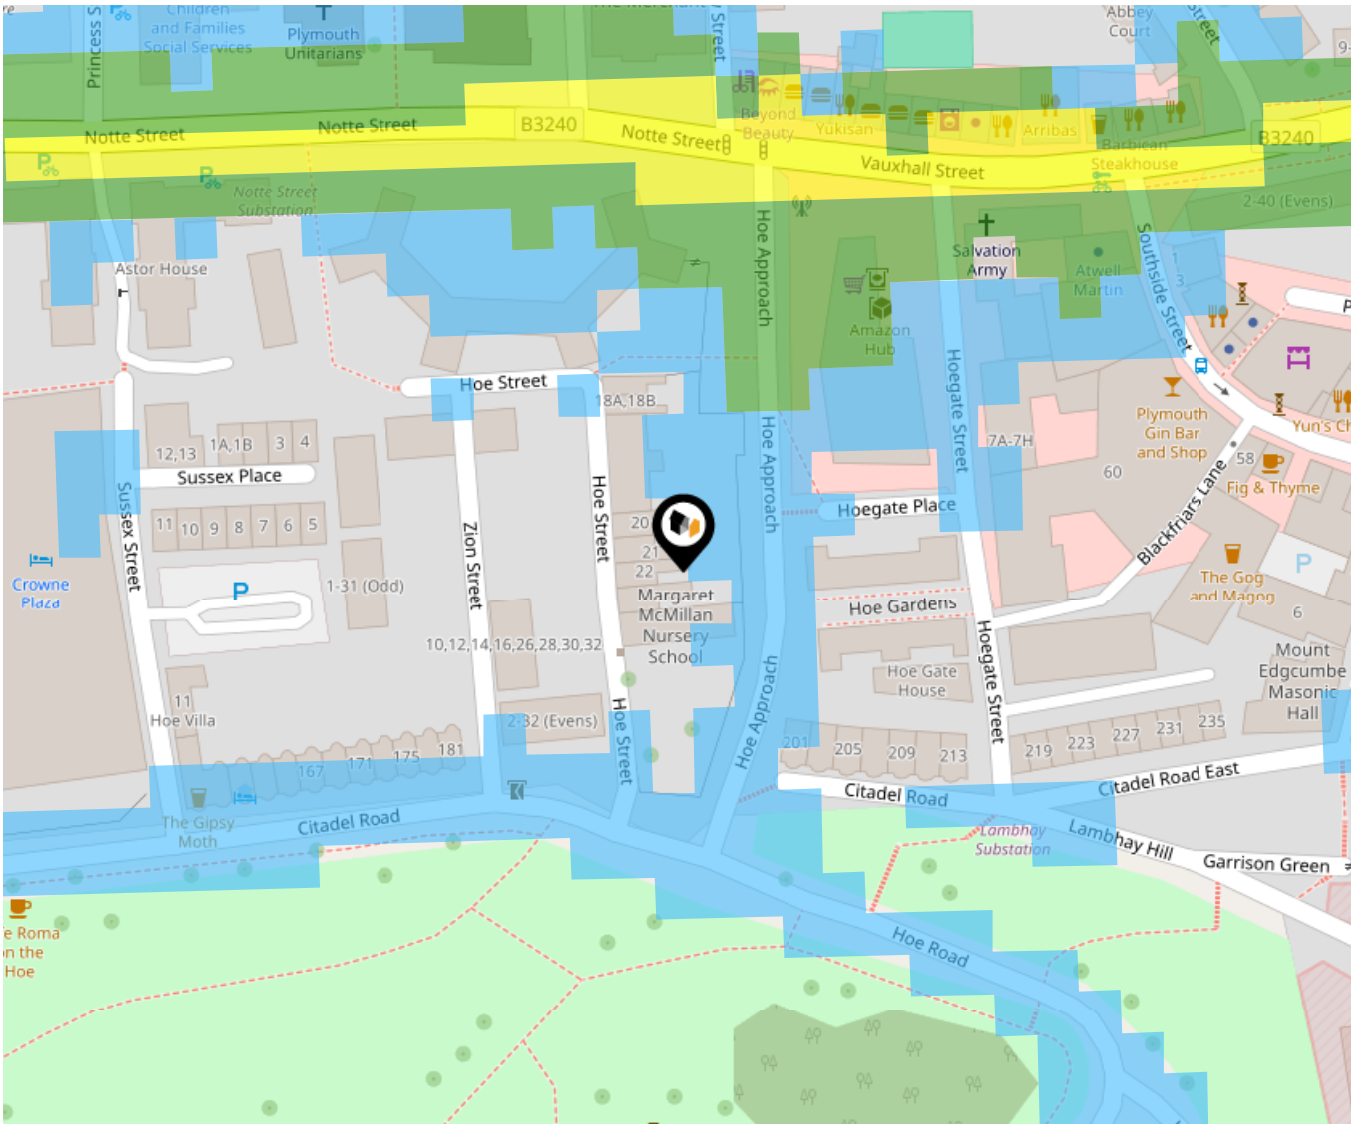 Princess S
Children
and Families
Social Services
Plymouth
Unitarians
The Merchant
Street
Abbey
Court
Street
9-
Notte Street
Notte Street
B3240
Notte Street
Beyond
Beauty
Yukisan
Arribas
Barbican
Steakhouse
B3240
Vauxhall Street
Notte Street
Substation
2-40 (Evens)
Astor House
Hoe Approach
Salvation
Army
Atwell
Martin
Southside Street
1
3
Amazon
Hub
P
Hoe Street
18A,18B
Hoegate Street
Hoe Approach
Plymouth
Gin Bar
and Shop
Yun's Ch
12,13
1A,1B
3
4
7A-7H
60
58
Fig & Thyme
Sussex Place
Sussex Street
11
10
9
8
7
6
5
Zion Street
Hoe Street
20
21
22
Hoegate Place
Blackfriars Lane
Crowne
Plaza
P
1-31 (Odd)
Margaret
McMillan
Nursery
School
Hoe Gardens
The Gog
and Magog
P
6
10,12,14,16,26,28,30,32
Hoe Gate
House
Hoegate Street
Mount
Edgcumbe
Masonic
Hall
11
Hoe Villa
2-32 (Evens)
Hoe Street
Hoe Approach
167
171
175
181
201
205
209
213
219
223
227
231
235
The Gipsy
Moth
Citadel Road
Citadel Road
Citadel Road East
Lambhay
Substation
Lambhay Hill
Garrison Green
e Roma
on the
Hoe
Hoe Road